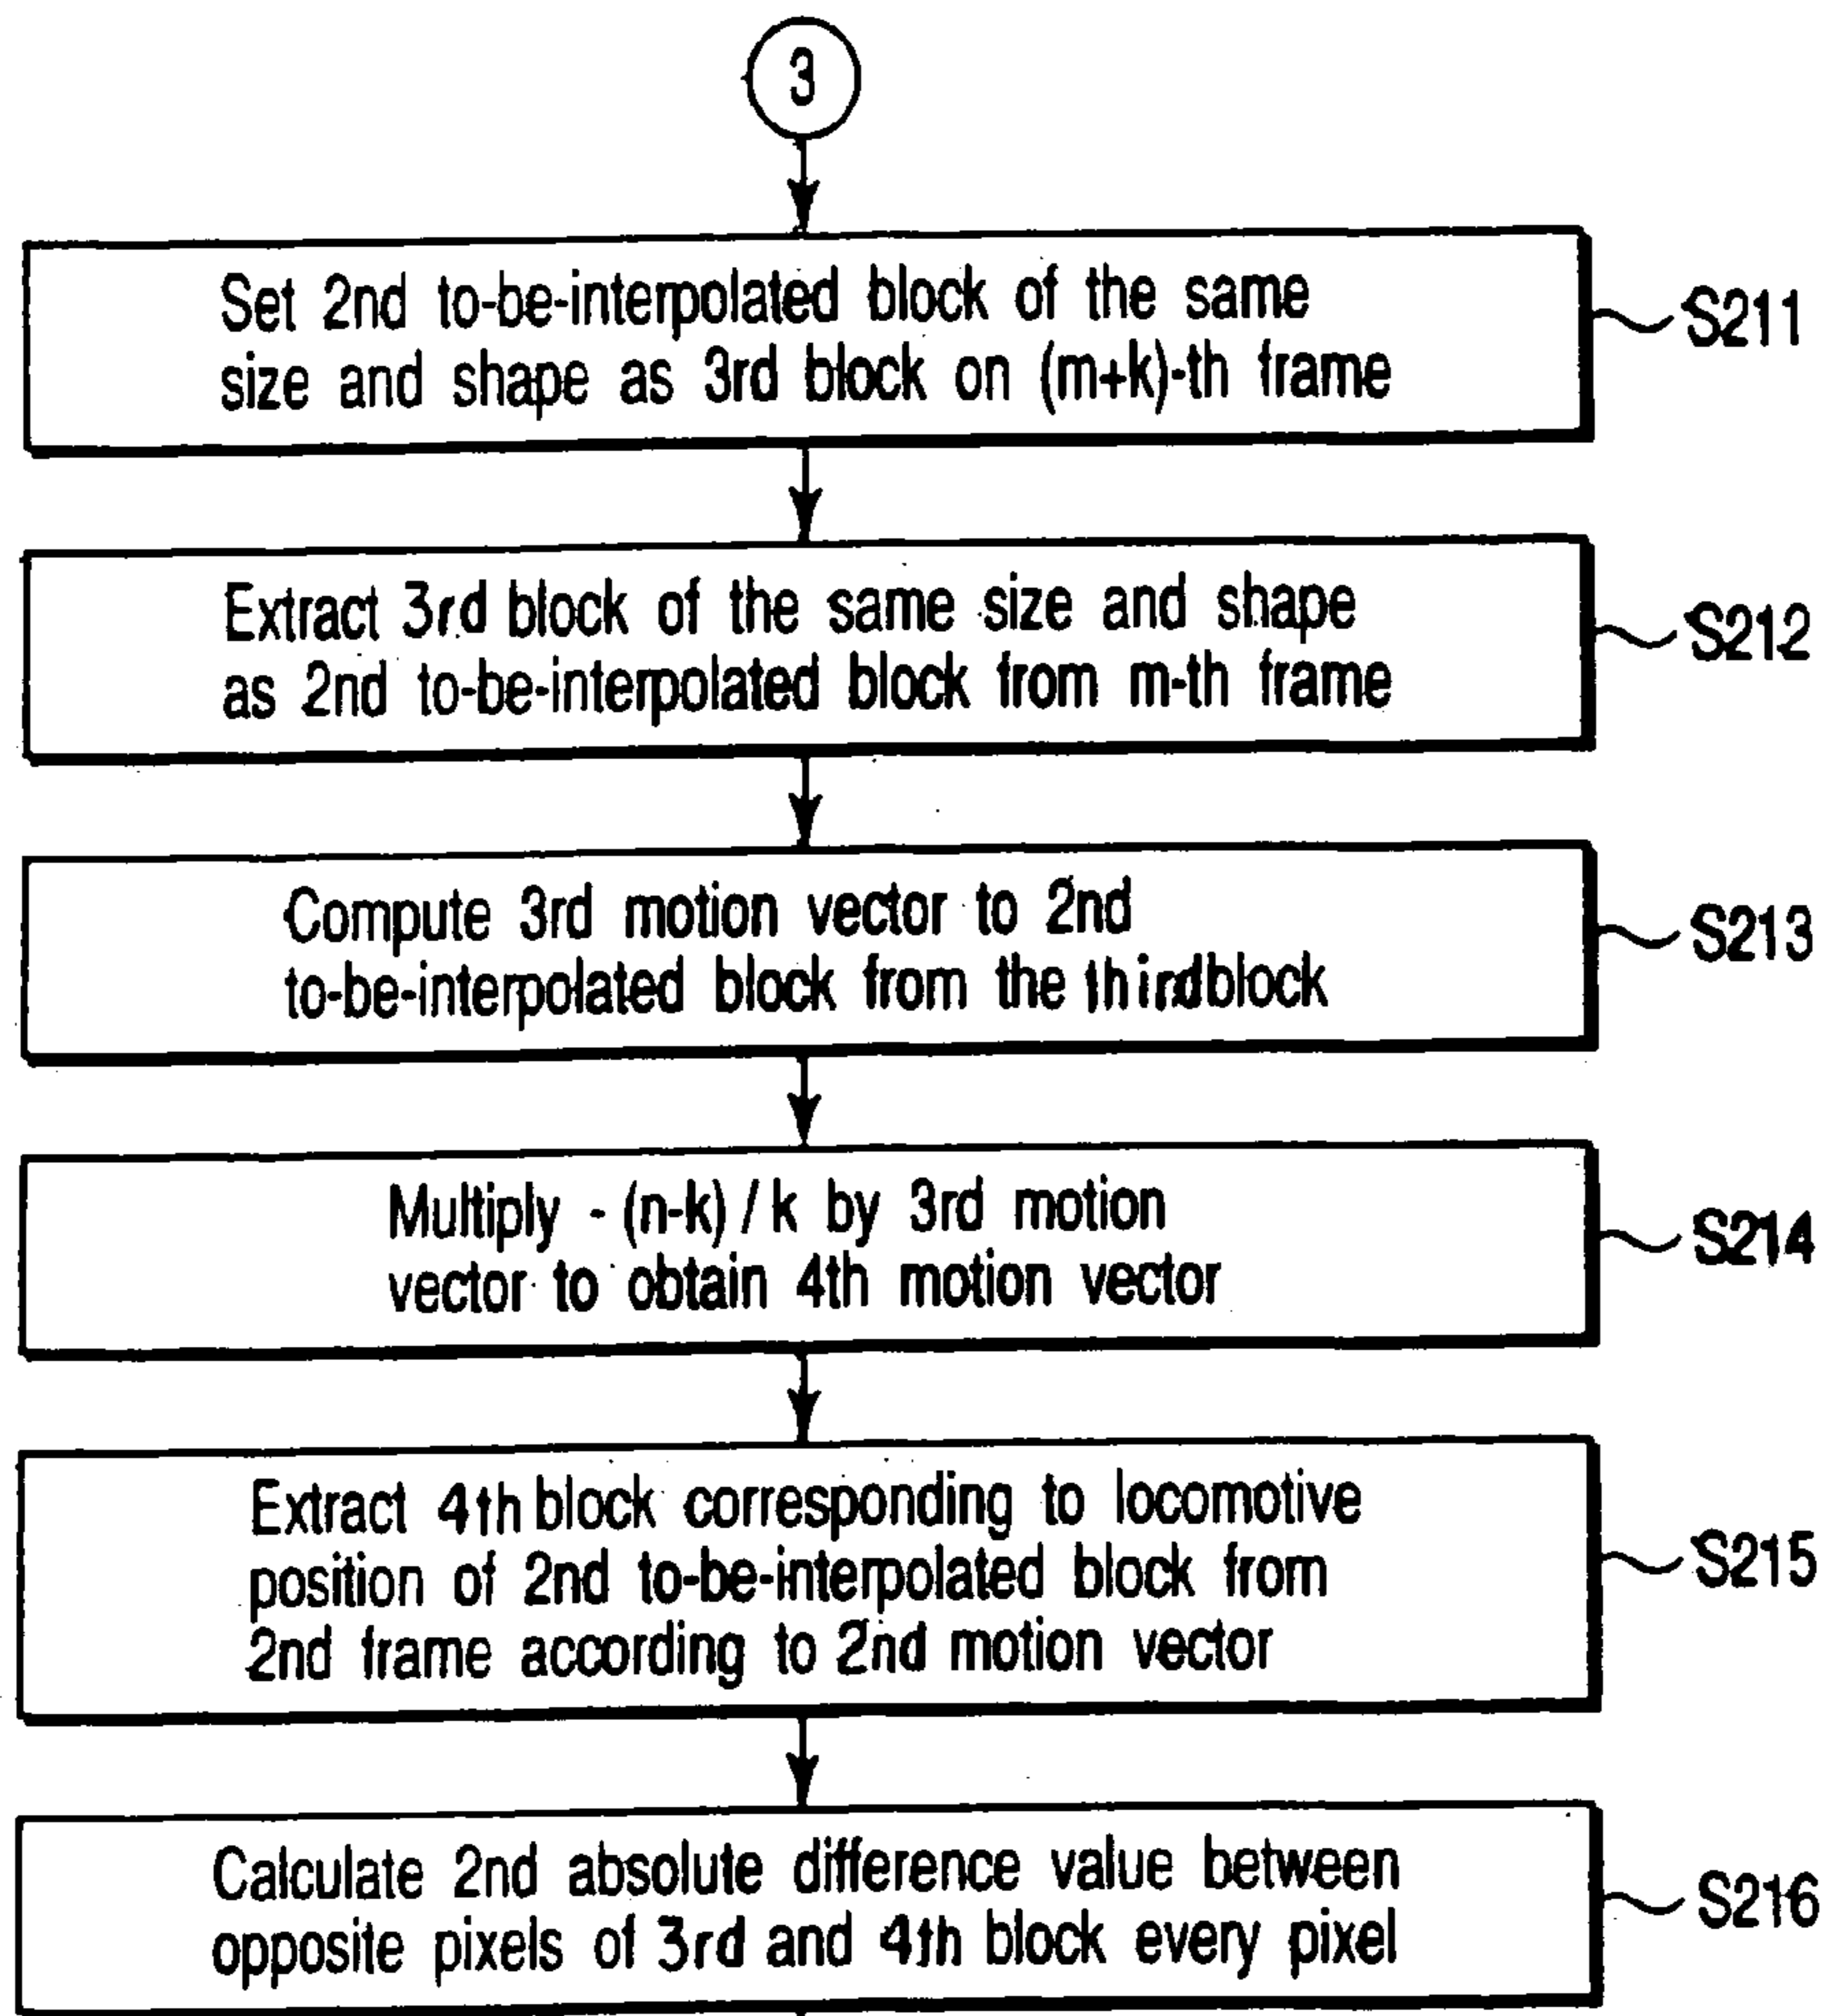 3
Set 2nd to-be-interpolated block of the same
size and shape as 3rd block on (m+k)-th frame
S211
Extract 3rd block of the same size and shape
as 2nd to-be-interpolated block from m-th frame
S212
Compute 3rd motion vector to 2nd
to-be-interpolated block from the third block
S213
Multiply - (n-k) / k by 3rd motion
vector to obtain 4th motion vector
S214
Extract 4th block corresponding to locomotive
position of 2nd to-be-interpolated block from
2nd frame according to 2nd motion vector
S215
Calculate 2nd absolute difference value between
opposite pixels of 3rd and 4th block every pixel
S216